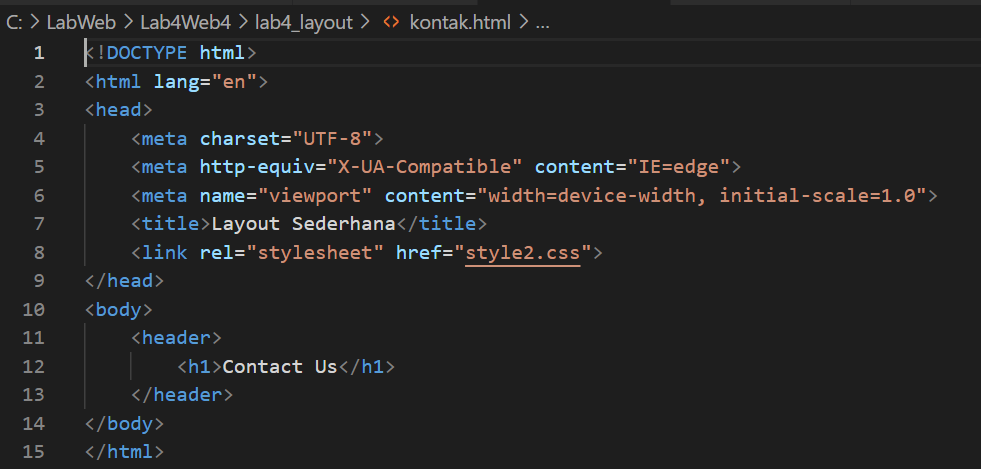 C: > LabWeb > Lab4Web4 > lab4_layout > <> kontak.html > ...
1 <!DOCTYPE html>
2 <html lang="en">
3 <head>
4     <meta charset="UTF-8">
5     <meta http-equiv="X-UA-Compatible" content="IE=edge">
6     <meta name="viewport" content="width=device-width, initial-scale=1.0">
7     <title>Layout Sederhana</title>
8     <link rel="stylesheet" href="style2.css">
9 </head>
10 <body>
11     <header>
12         <h1>Contact Us</h1>
13     </header>
14 </body>
15 </html>